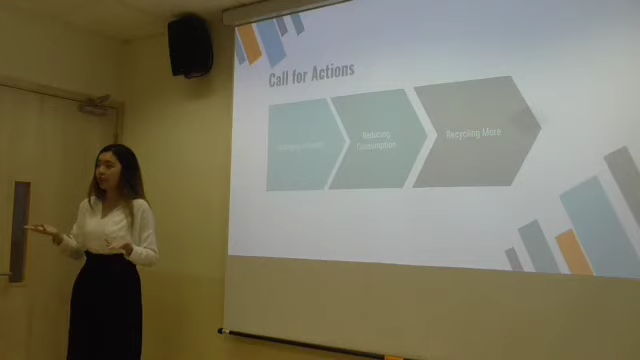 Call for Actions
Reducing
Consumption
Recycling More